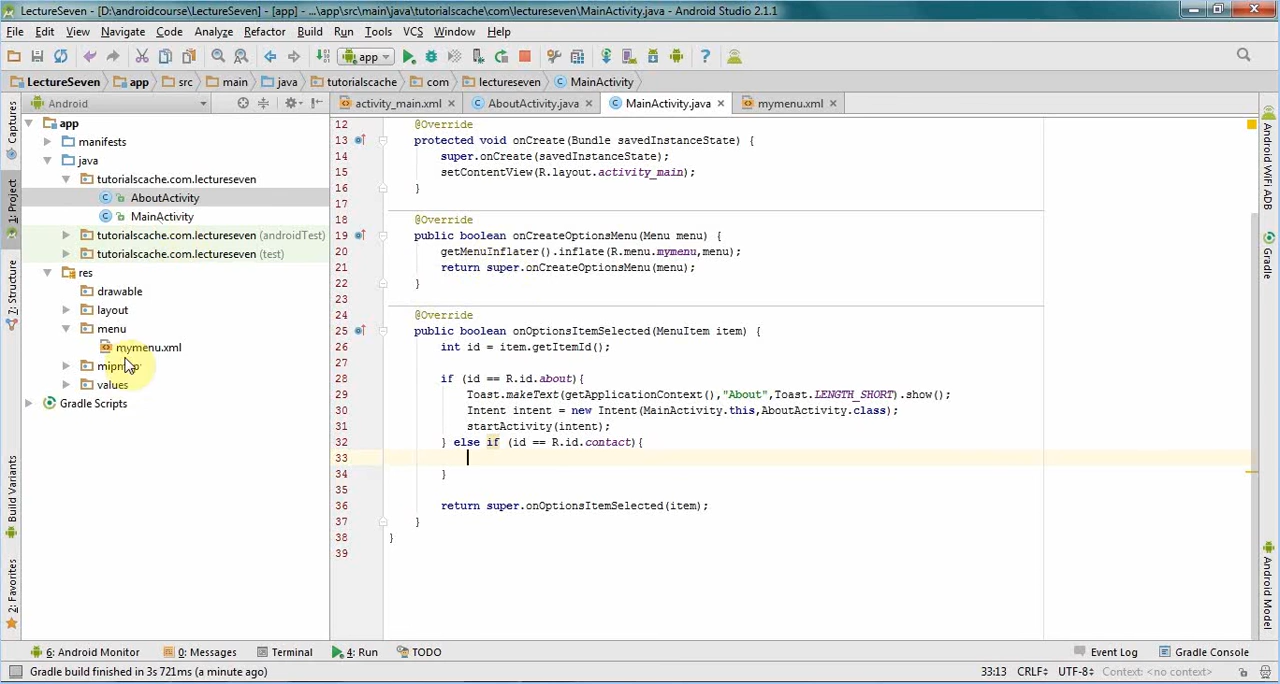 LectureSeven - [D:\androidcourse\LectureSeven] - [app] - ...\app\src\main\java\tutorialscache\com\lectureseven\MainActivity.java - Android Studio 2.1.1
File Edit View Navigate Code Analyze Refactor Build Run Tools VCS Window Help
app
LectureSeven app src main java tutorialscache com lectureseven MainActivity
Android
activity_main.xml AboutActivity.java MainActivity.java mymenu.xml
Captures
1: Project
7: Structure
Build Variants
2: Favorites
app
manifests
java
tutorialscache.com.lectureseven
AboutActivity
MainActivity
tutorialscache.com.lectureseven (androidTest)
tutorialscache.com.lectureseven (test)
res
drawable
layout
menu
mymenu.xml
values
Gradle Scripts
12 @Override
13 protected void onCreate(Bundle savedInstanceState) {
14 super.onCreate(savedInstanceState);
15 setContentView(R.layout.activity_main);
16 }
17
18 @Override
19 public boolean onCreateOptionsMenu(Menu menu) {
20 getMenuInflater().inflate(R.menu.mymenu,menu);
21 return super.onCreateOptionsMenu(menu);
22 }
23
24 @Override
25 public boolean onOptionsItemSelected(MenuItem item) {
26 int id = item.getItemId();
27
28 if (id == R.id.about){
29 Toast.makeText(getApplicationContext(),"About",Toast.LENGTH_SHORT).show();
30 Intent intent = new Intent(MainActivity.this,AboutActivity.class);
31 startActivity(intent);
32 } else if (id == R.id.contact){
33
34 }
35
36 return super.onOptionsItemSelected(item);
37 }
38 }
39
Android WiFi ADB
Gradle
Android Model
6: Android Monitor 0: Messages Terminal 4: Run TODO Event Log Gradle Console
Gradle build finished in 3s 721ms (a minute ago) 33:13 CRLF UTF-8 Context: <no context>